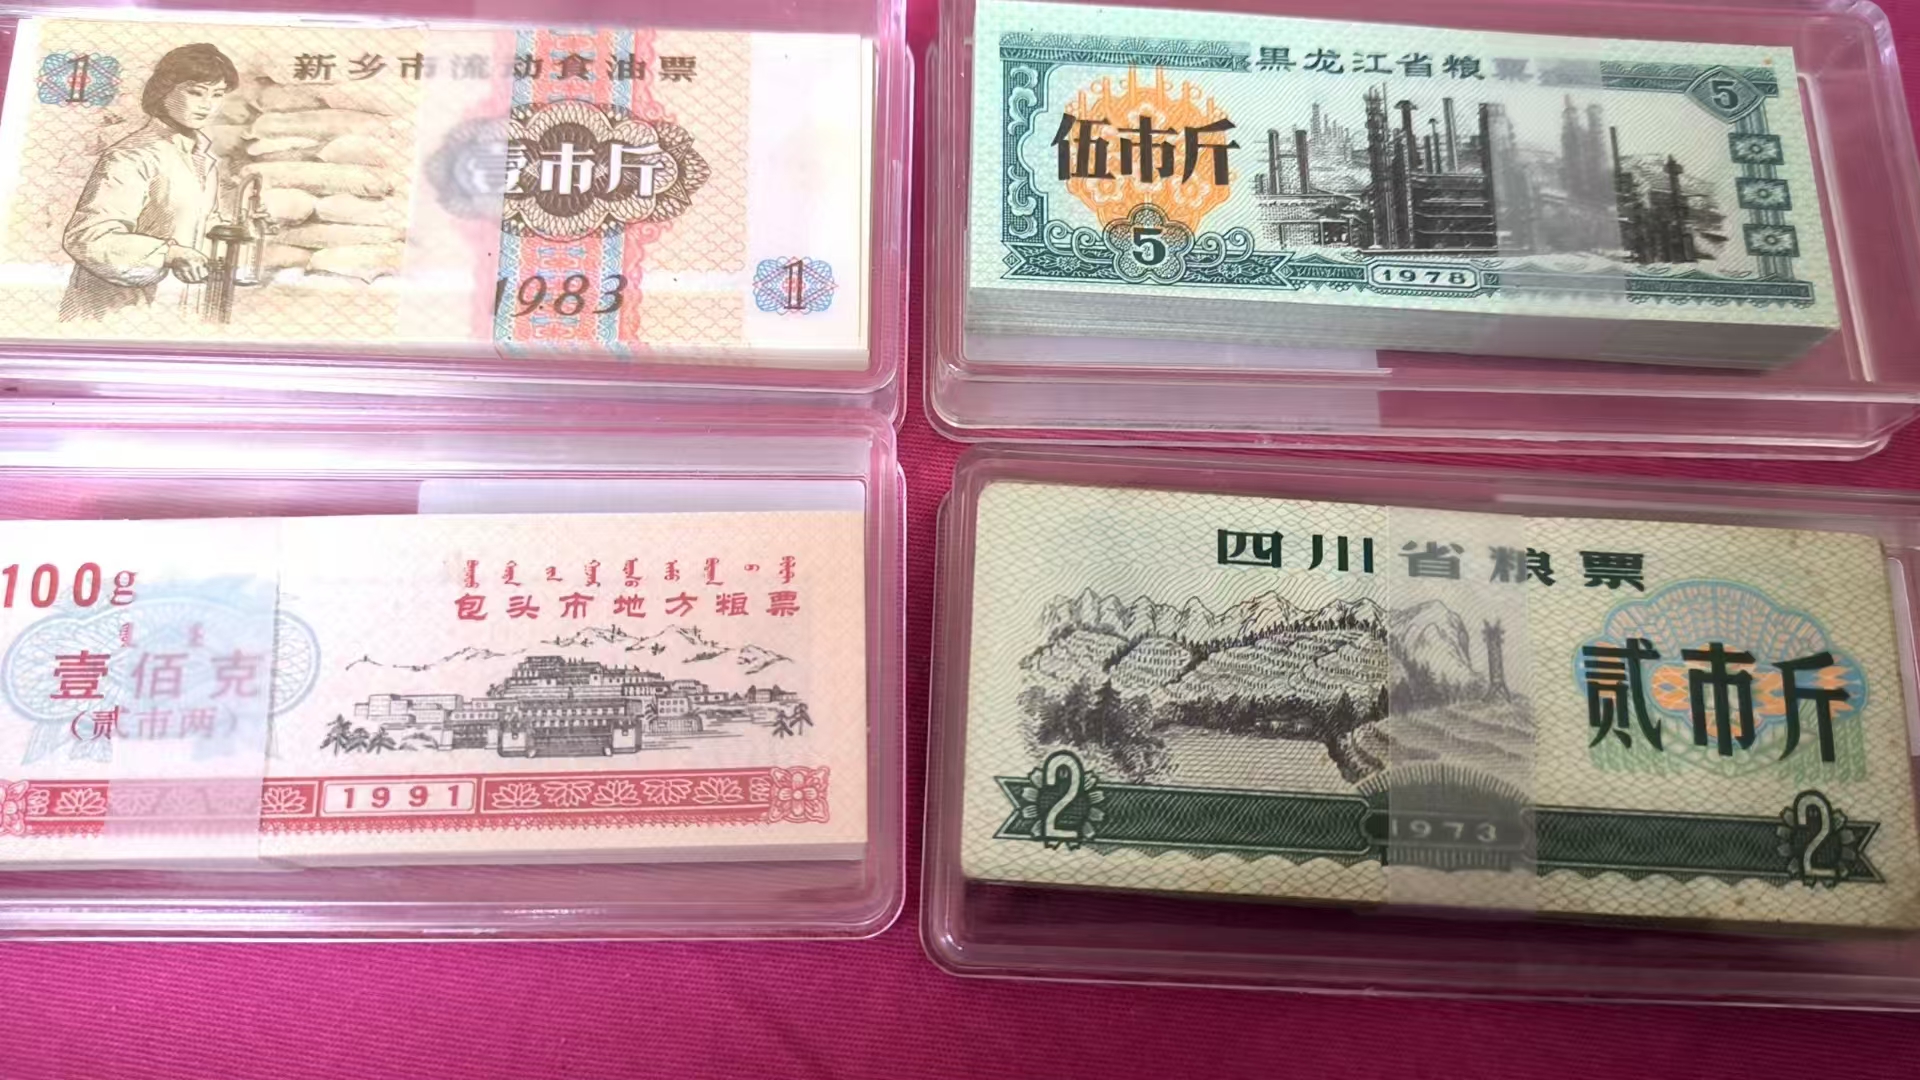 1
新乡市流动食油票
壹市斤
1983
1
黑龙江省粮票
5
伍市斤
5
1978
100g
包头市地方粮票
壹佰克
(贰市两)
1991
四川省粮票
贰市斤
2
1973
2